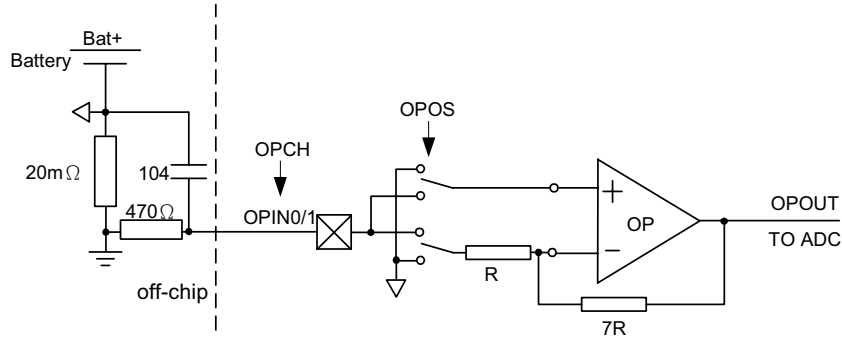 Bat+
Battery
OPOS
OPCH
20mΩ
104
470Ω
OPIN0/1
+
OP
OPOUT
−
TO ADC
R
off-chip
7R